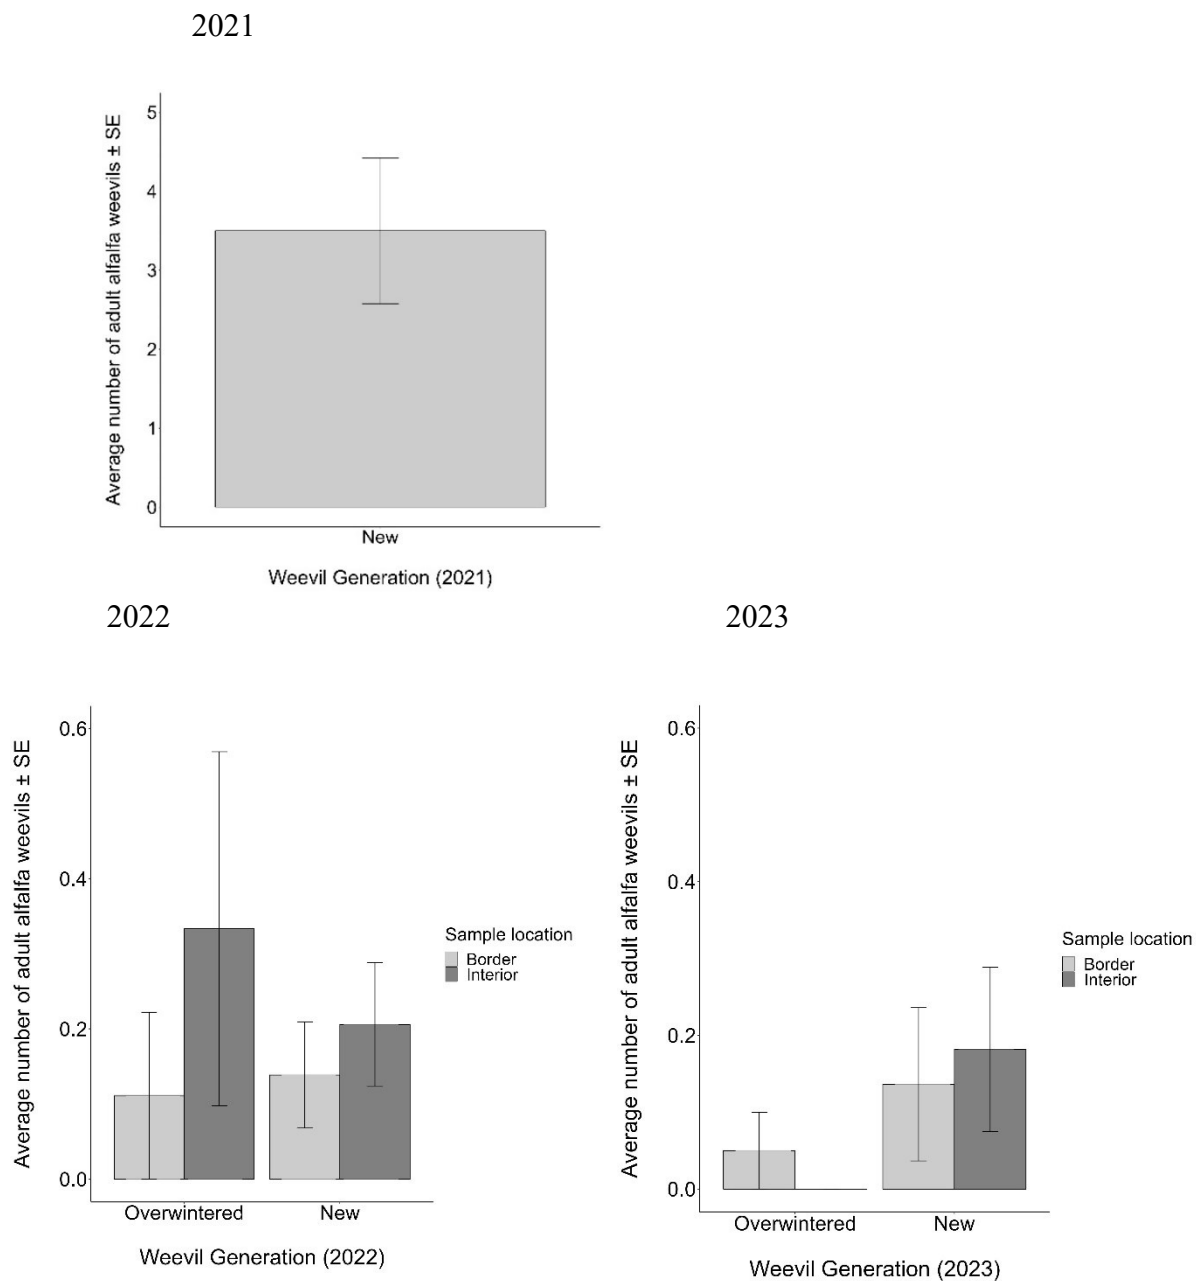 2021
Average number of adult alfalfa weevils ± SE
5
4
3
2
1
0
New
Weevil Generation (2021)
2022
Average number of adult alfalfa weevils ± SE
0.6
0.4
0.2
0.0
Overwintered New
Weevil Generation (2022)
Sample location
Border
Interior
2023
Average number of adult alfalfa weevils ± SE
0.6
0.4
0.2
0.0
Overwintered New
Weevil Generation (2023)
Sample location
Border
Interior